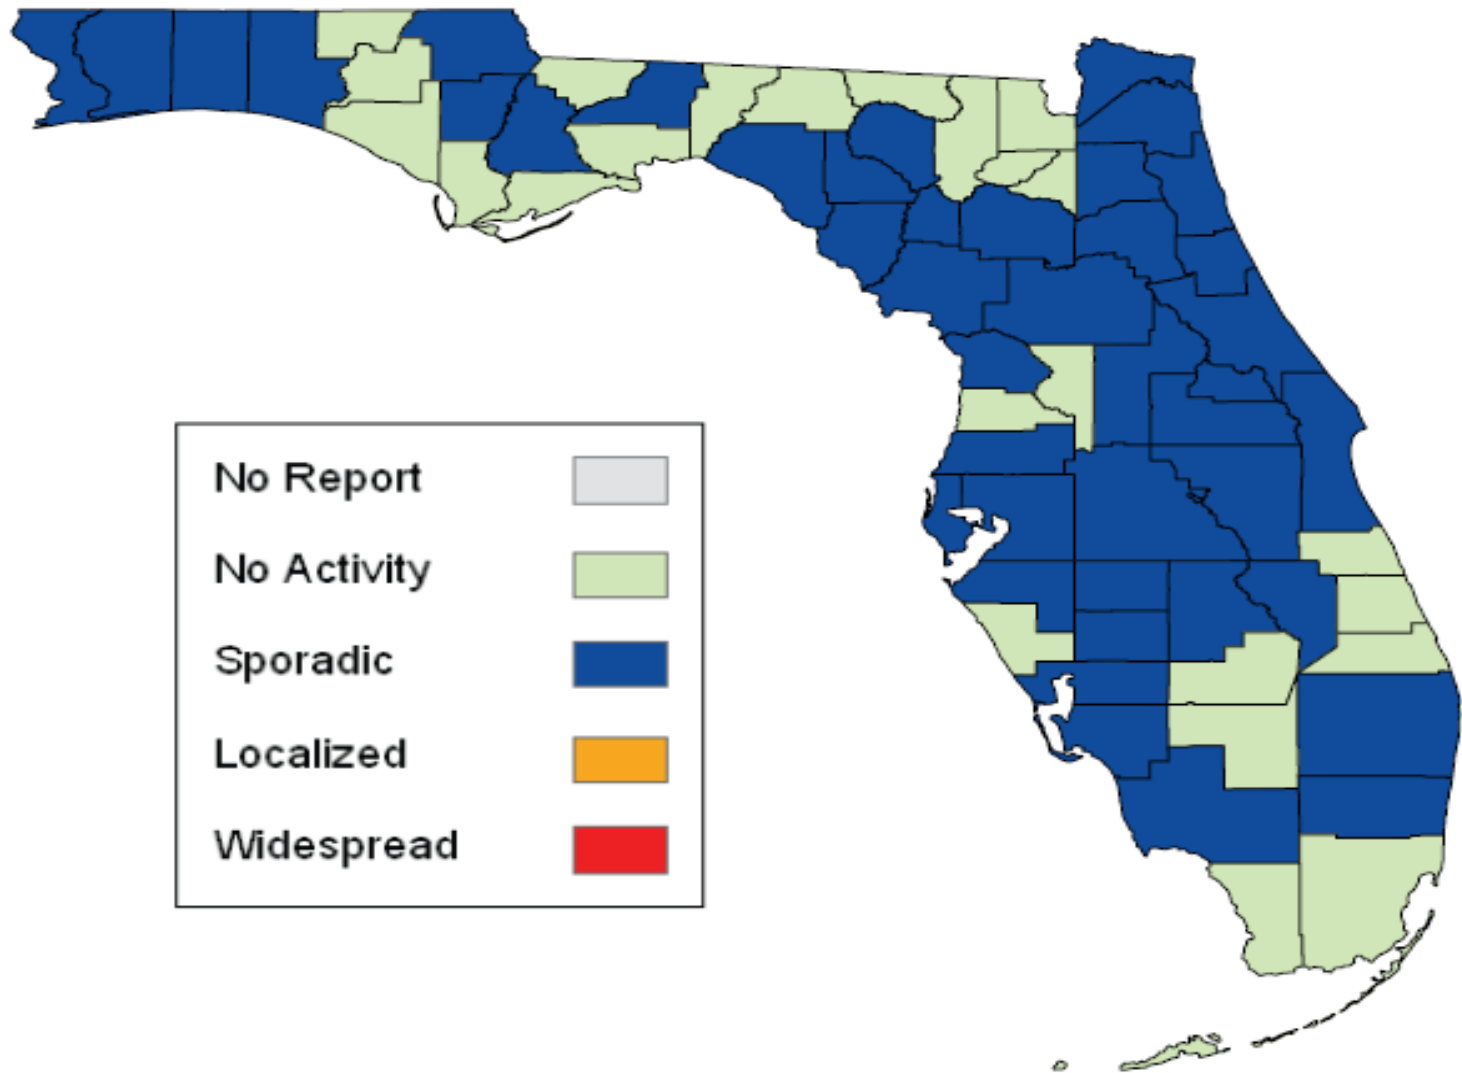 No Report
No Activity
Sporadic
Localized
Widespread